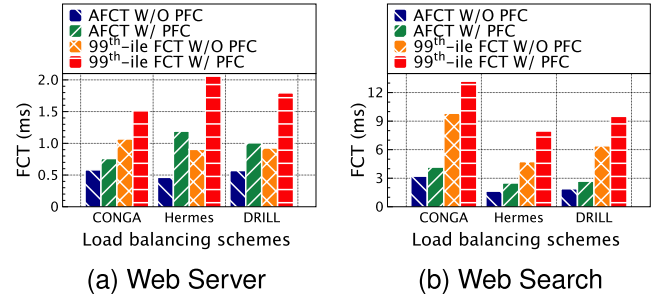 AFCT W/O PFC
AFCT W/ PFC
99th-ile FCT W/O PFC
99th-ile FCT W/ PFC
2.0
1.5
1.0
0.5
0
FCT (ms)
CONGA Hermes DRILL
Load balancing schemes
(a) Web Server
AFCT W/O PFC
AFCT W/ PFC
99th-ile FCT W/O PFC
99th-ile FCT W/ PFC
12
9
6
3
0
FCT (ms)
CONGA Hermes DRILL
Load balancing schemes
(b) Web Search